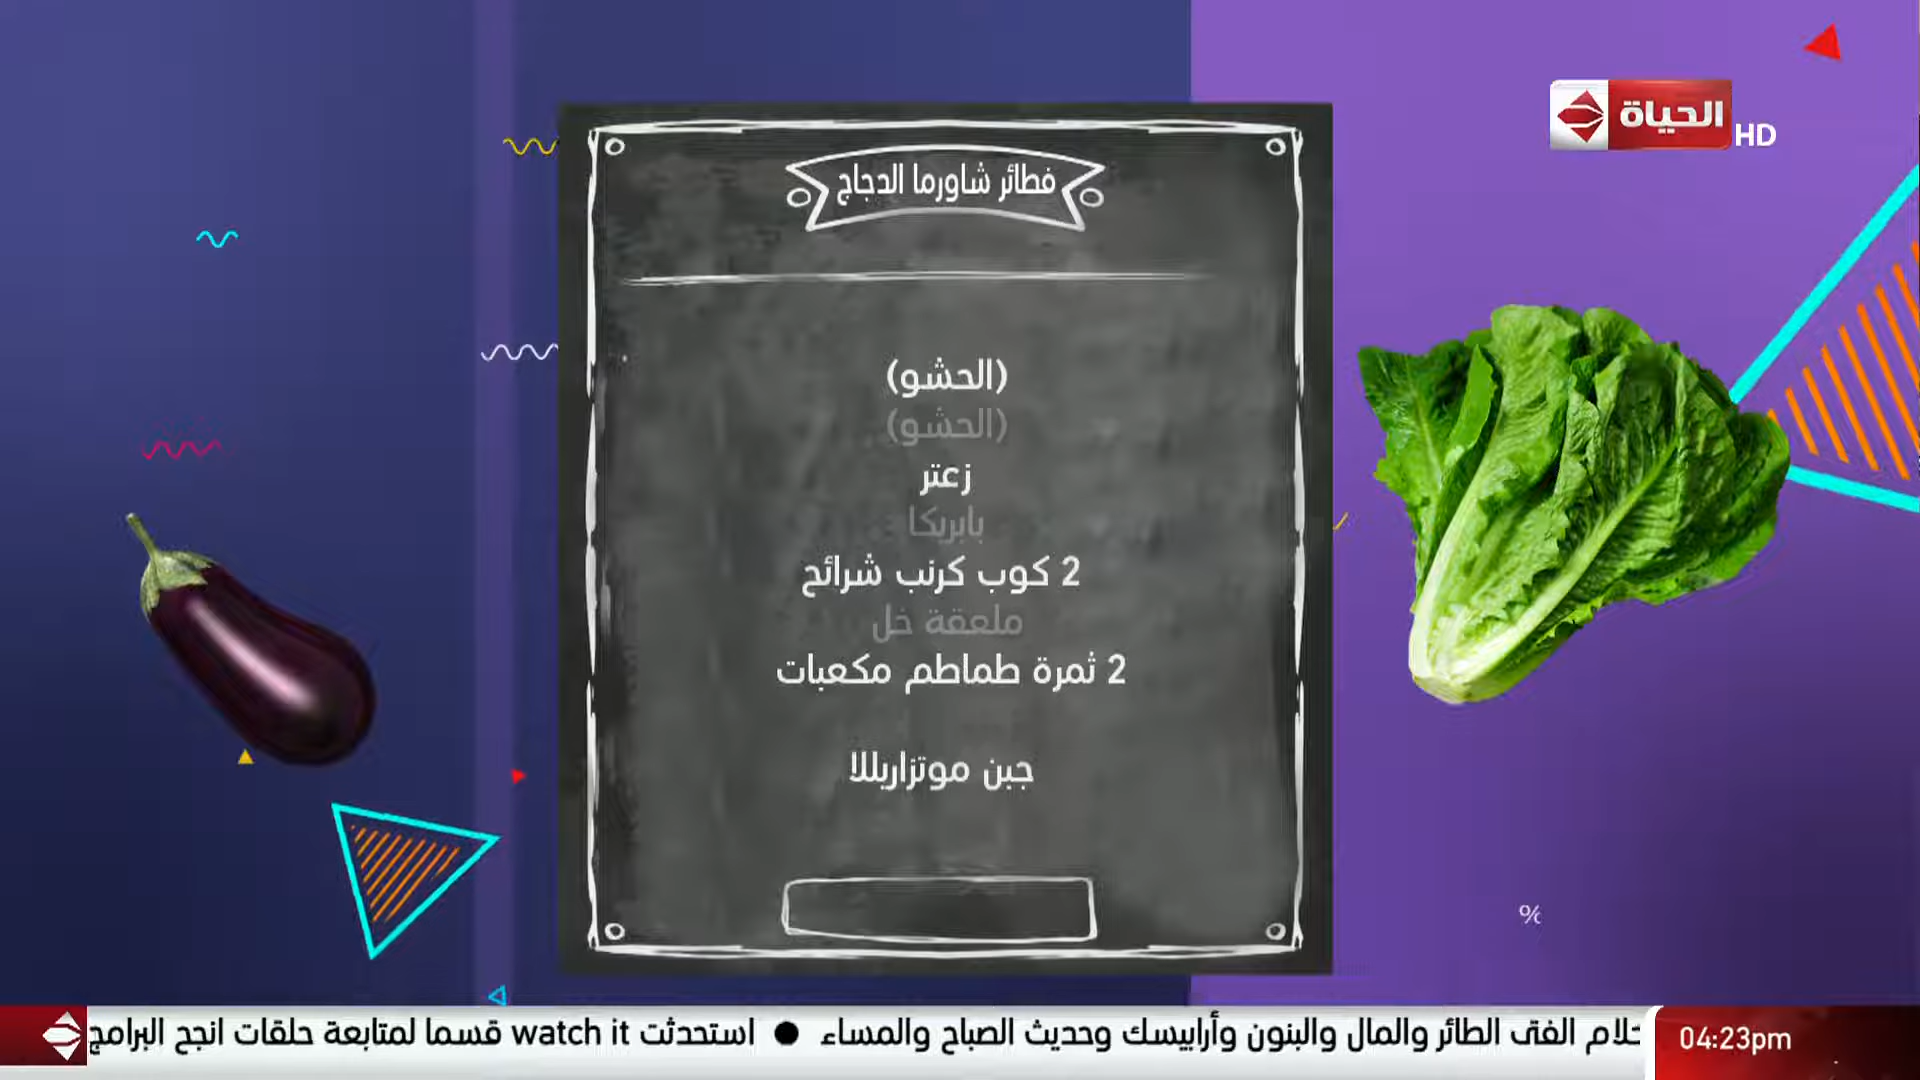 الحياة
HD
فطائر شاورما الدجاج
(الحشو)
(الحشو)
زعتر
بابريكا
2 كوب كرنب شرائح
ملعقة خل
2 ثمرة طماطم مكعبات
جبن موتزاريللا
%
حلام الفتى الطائر والمال والبنون وأرابيسك وحديث الصباح والمساء ● استحدثت watch it قسما لمتابعة حلقات انجح البرامج
04:23pm